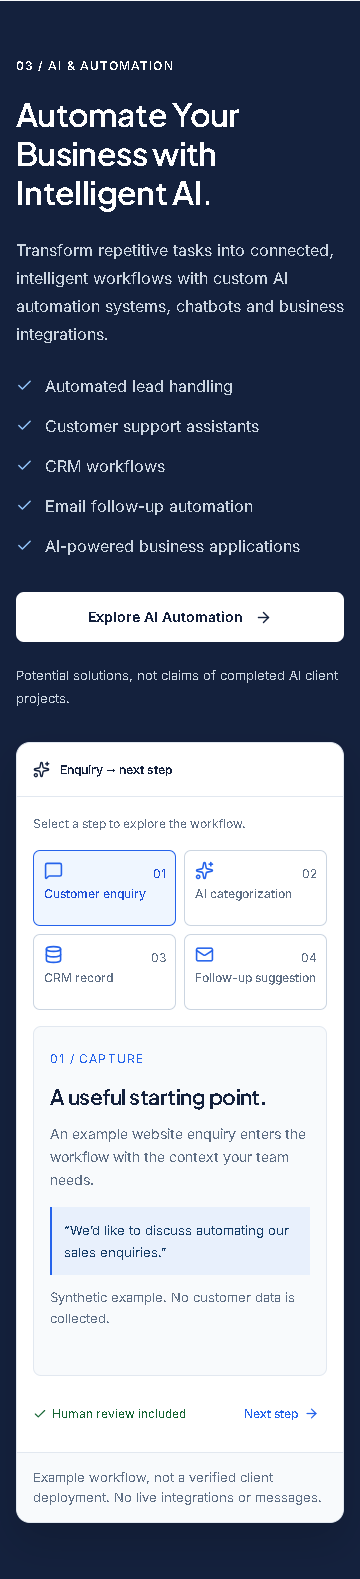 03 / AI & AUTOMATION
Automate Your
Business with
Intelligent AI.
Transform repetitive tasks into connected,
intelligent workflows with custom AI
automation systems, chatbots and business
integrations.
Automated lead handling
Customer support assistants
CRM workflows
Email follow-up automation
AI-powered business applications
Explore AI Automation →
Potential solutions, not claims of completed AI client
projects.
Enquiry → next step
Select a step to explore the workflow.
01
Customer enquiry
02
AI categorization
03
CRM record
04
Follow-up suggestion
01 / CAPTURE
A useful starting point.
An example website enquiry enters the
workflow with the context your team
needs.
“We’d like to discuss automating our
sales enquiries.”
Synthetic example. No customer data is
collected.
Human review included
Next step →
Example workflow, not a verified client
deployment. No live integrations or messages.